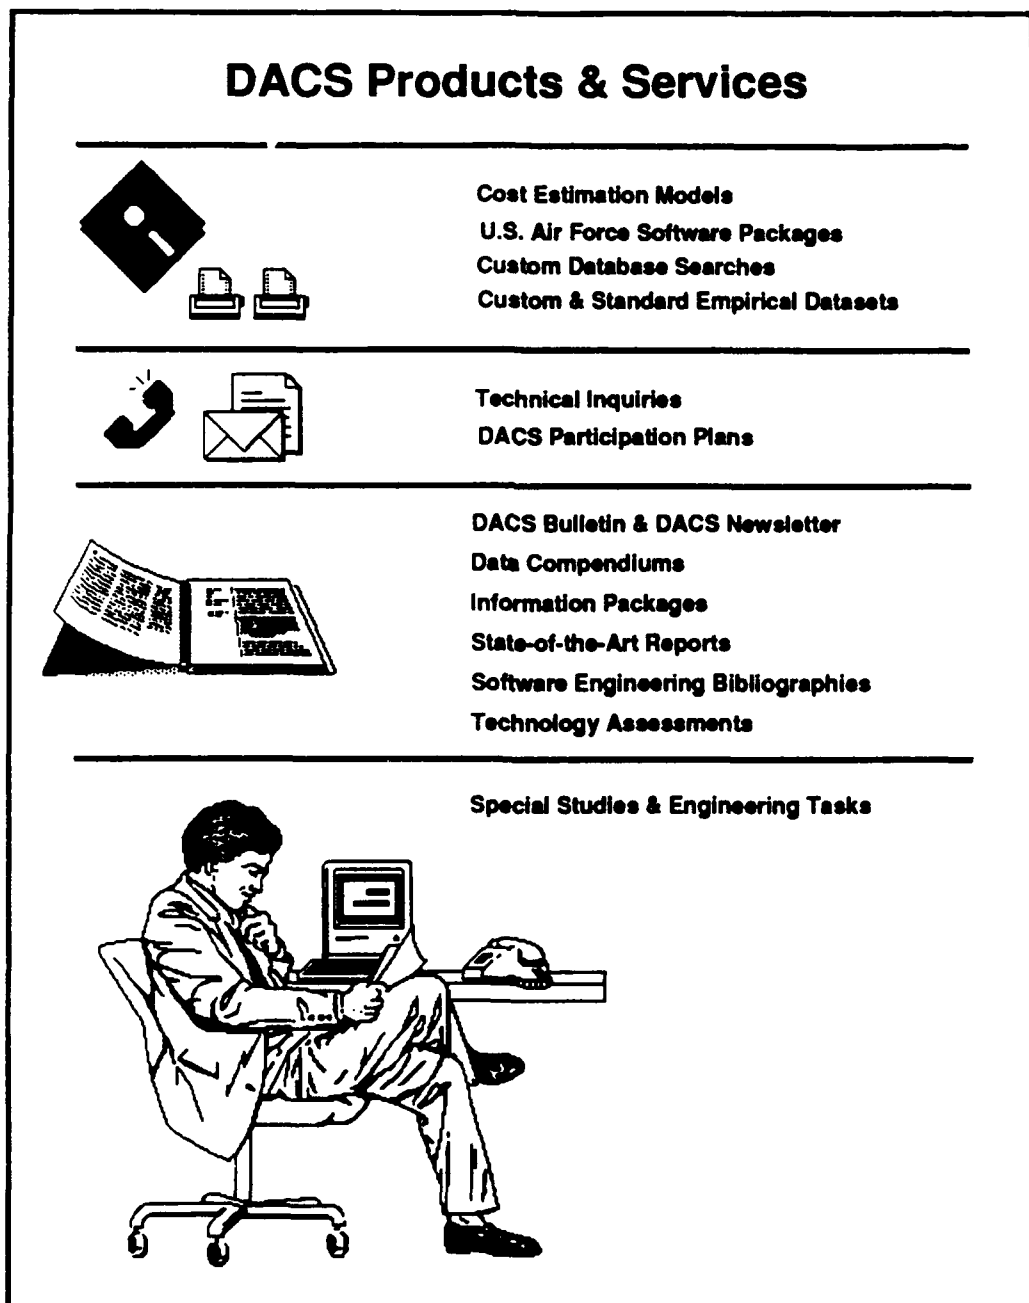 DACS Products & Services
Cost Estimation Models
U.S. Air Force Software Packages
Custom Database Searches
Custom & Standard Empirical Datasets
Technical Inquiries
DACS Participation Plans
DACS Bulletin & DACS Newsletter
Data Compendiums
Information Packages
State-of-the-Art Reports
Software Engineering Bibliographies
Technology Assessments
Special Studies & Engineering Tasks